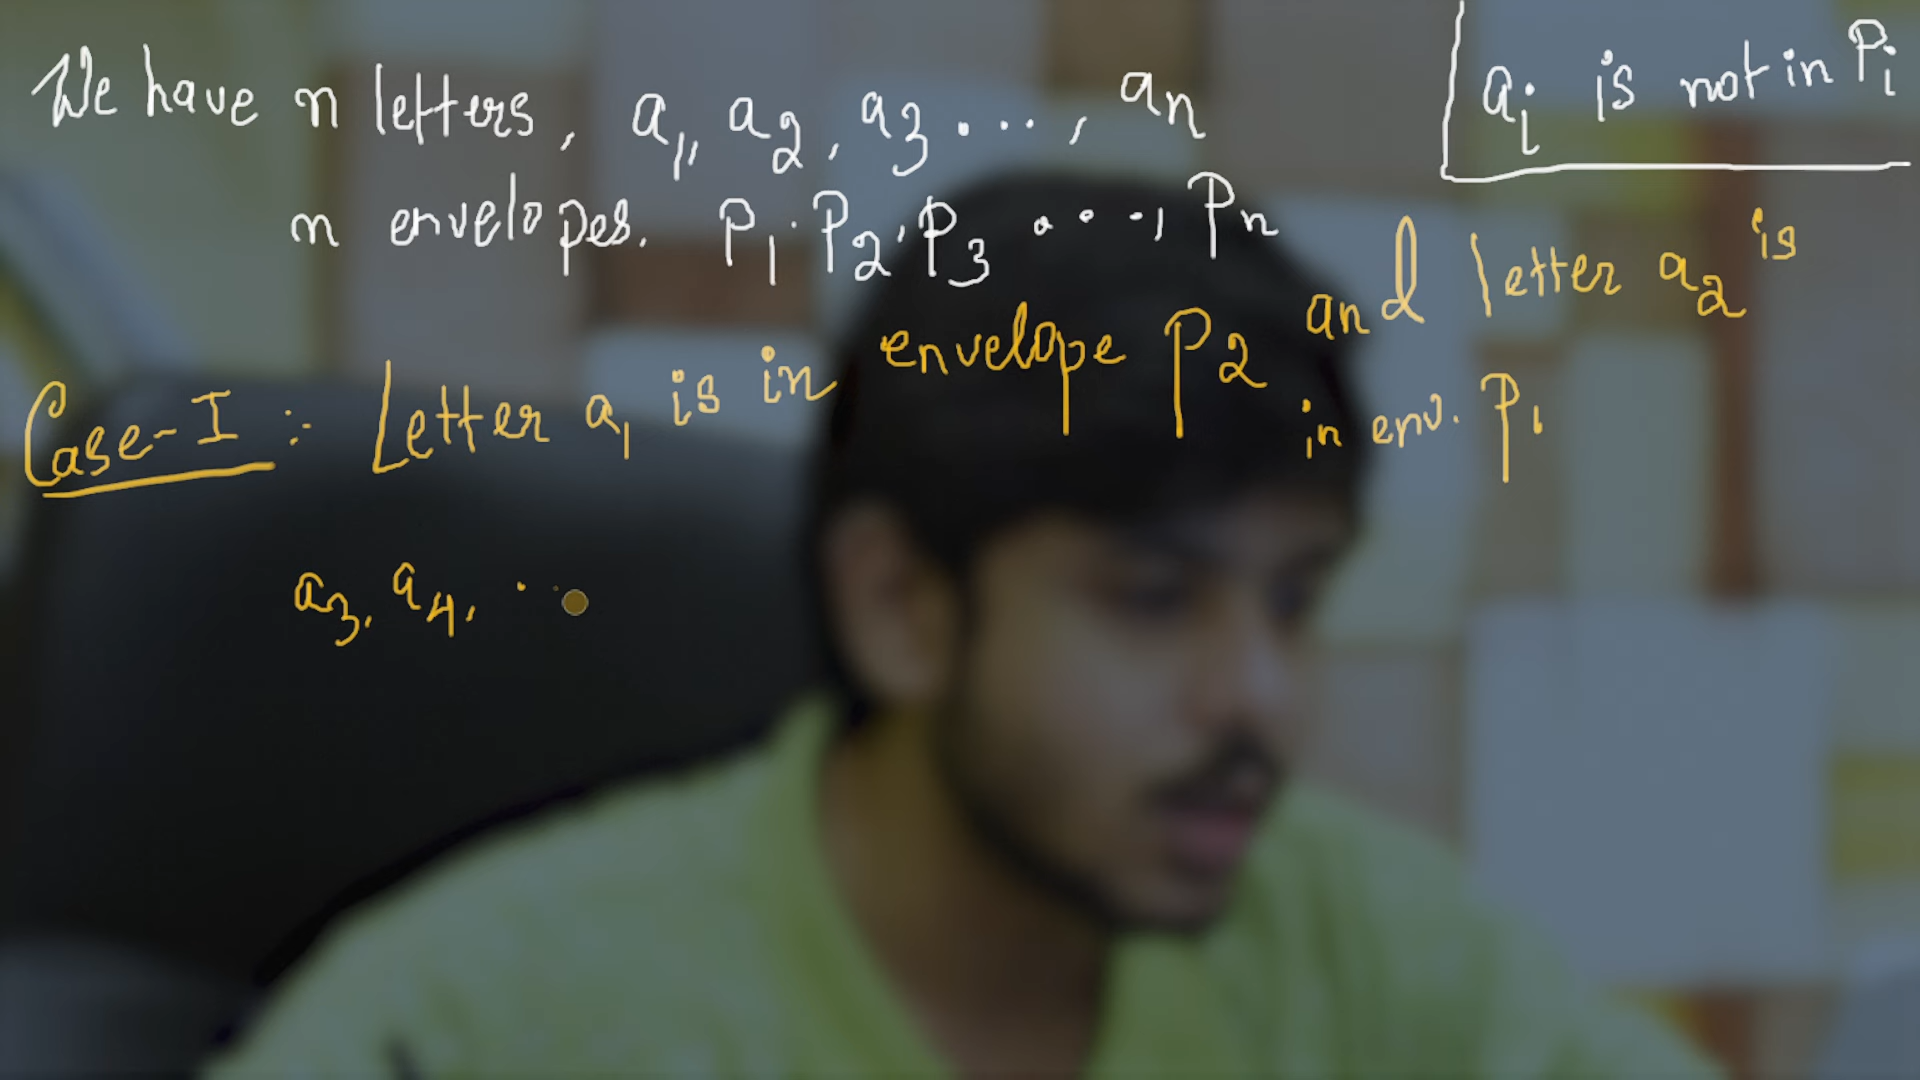 We have n letters, a1, a2, a3 ...., an
n envelopes. P1. P2, P3 ...., Pn
ai is not in Pi
Case-I :- Letter a1 is in envelope P2 and letter a2 is
in env. P1
a3, a4, ..